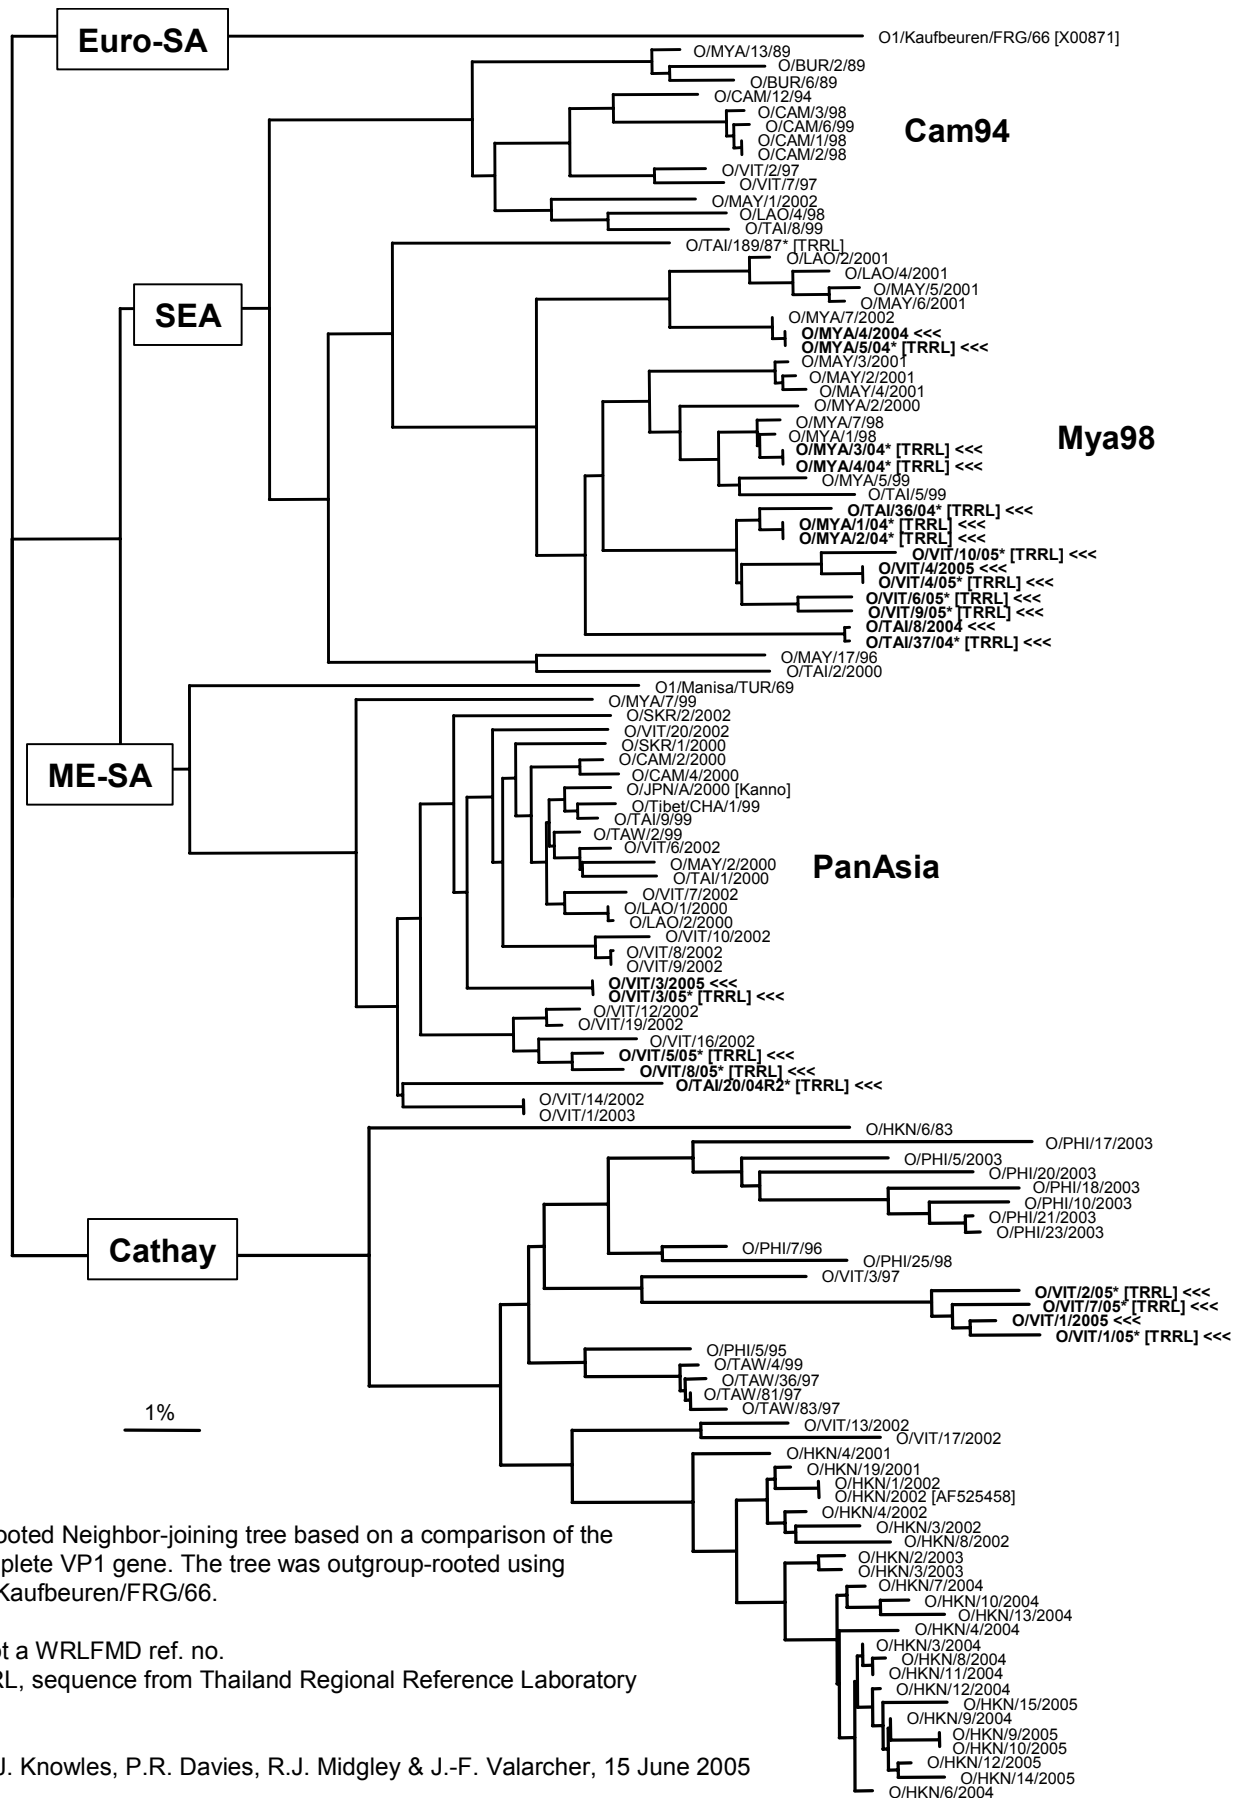 Euro-SA
O1/Kaufbeuren/FRG/66 [X00871]
O/MYA/13/89
O/BUR/2/89
O/BUR/6/89
O/CAM/12/94
O/CAM/3/98
O/CAM/6/99
O/CAM/1/98
O/CAM/2/98
Cam94
O/VIT/2/97
O/VIT/7/97
O/MAY/1/2002
O/LAO/4/98
O/TAI/8/99
SEA
O/TAI/189/87* [TRRL]
O/LAO/2/2001
O/LAO/4/2001
O/MAY/5/2001
O/MAY/6/2001
O/MYA/7/2002
O/MYA/4/2004 <<<
O/MYA/5/04* [TRRL] <<<
O/MAY/3/2001
O/MAY/2/2001
O/MAY/4/2001
O/MYA/2/2000
O/MYA/7/98
O/MYA/1/98
Mya98
O/MYA/3/04* [TRRL] <<<
O/MYA/4/04* [TRRL] <<<
O/MYA/5/99
O/TAI/5/99
O/TAI/36/04* [TRRL] <<<
O/MYA/1/04* [TRRL] <<<
O/MYA/2/04* [TRRL] <<<
O/VIT/10/05* [TRRL] <<<
O/VIT/4/2005 <<<
O/VIT/4/05* [TRRL] <<<
O/VIT/6/05* [TRRL] <<<
O/VIT/9/05* [TRRL] <<<
O/TAI/8/2004 <<<
O/TAI/37/04* [TRRL] <<<
O/MAY/17/96
O/TAI/2/2000
ME-SA
O1/Manisa/TUR/69
O/MYA/7/99
O/SKR/2/2002
O/VIT/20/2002
O/SKR/1/2000
O/CAM/2/2000
O/CAM/4/2000
O/JPN/A/2000 [Kanno]
O/Tibet/CHA/1/99
O/TAI/9/99
O/TAW/2/99
O/VIT/6/2002
O/MAY/2/2000
O/TAI/1/2000
PanAsia
O/VIT/7/2002
O/LAO/1/2000
O/LAO/2/2000
O/VIT/10/2002
O/VIT/8/2002
O/VIT/9/2002
O/VIT/3/2005 <<<
O/VIT/3/05* [TRRL] <<<
O/VIT/12/2002
O/VIT/19/2002
O/VIT/16/2002
O/VIT/5/05* [TRRL] <<<
O/VIT/8/05* [TRRL] <<<
O/TAI/20/04R2* [TRRL] <<<
O/VIT/14/2002
O/VIT/1/2003
Cathay
O/HKN/6/83
O/PHI/17/2003
O/PHI/5/2003
O/PHI/20/2003
O/PHI/18/2003
O/PHI/10/2003
O/PHI/21/2003
O/PHI/23/2003
O/PHI/7/96
O/PHI/25/98
O/VIT/3/97
O/VIT/2/05* [TRRL] <<<
O/VIT/7/05* [TRRL] <<<
O/VIT/1/2005 <<<
O/VIT/1/05* [TRRL] <<<
O/PHI/5/95
O/TAW/4/99
O/TAW/36/97
O/TAW/81/97
O/TAW/83/97
1%
O/VIT/13/2002
O/VIT/17/2002
O/HKN/4/2001
O/HKN/19/2001
O/HKN/1/2002
O/HKN/2002 [AF525458]
O/HKN/4/2002
O/HKN/3/2002
O/HKN/8/2002
O/HKN/2/2003
O/HKN/3/2003
O/HKN/7/2004
O/HKN/10/2004
O/HKN/13/2004
O/HKN/4/2004
O/HKN/3/2004
O/HKN/8/2004
O/HKN/11/2004
O/HKN/12/2004
O/HKN/15/2005
O/HKN/9/2004
O/HKN/9/2005
O/HKN/10/2005
O/HKN/12/2005
O/HKN/14/2005
O/HKN/6/2004
ooted Neighbor-joining tree based on a comparison of the
plete VP1 gene. The tree was outgroup-rooted using
Kaufbeuren/FRG/66.
t a WRLFMD ref. no.
RL, sequence from Thailand Regional Reference Laboratory
J. Knowles, P.R. Davies, R.J. Midgley & J.-F. Valarcher, 15 June 2005